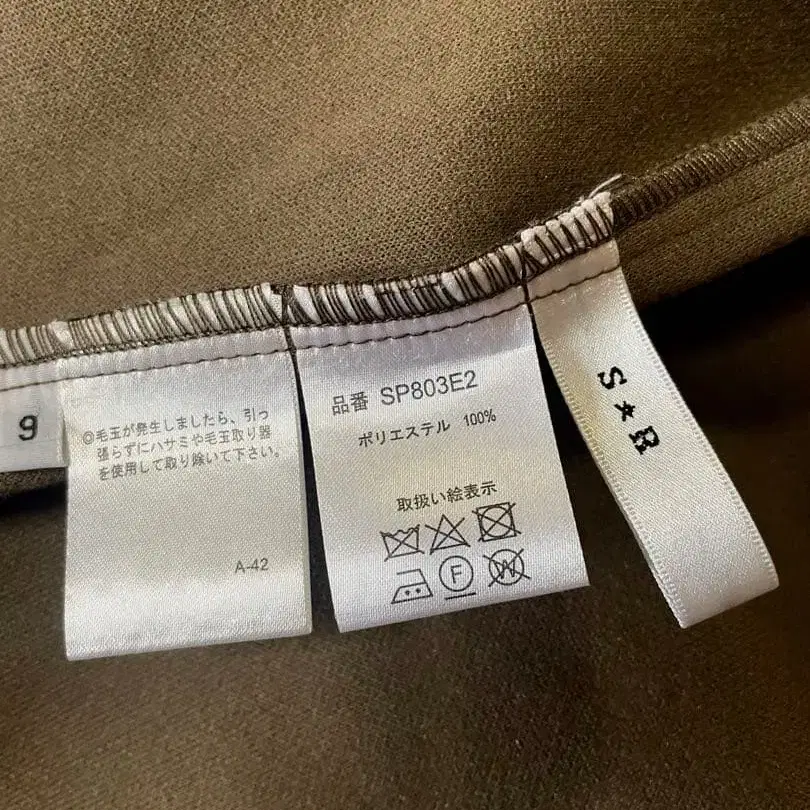 9
◎毛玉が発生しましたら、引っ
張らずにハサミや毛玉取り器
を使用して取り除いて下さい。
A-42
品番 SP803E2
ポリエステル 100%
取扱い絵表示
F
W
S★R